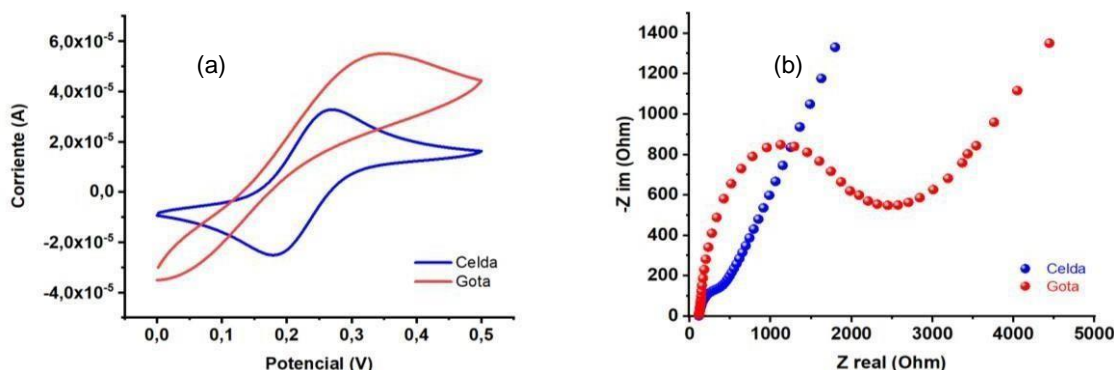 (a)
6,0x10⁻⁵
4,0x10⁻⁵
2,0x10⁻⁵
0,0
-2,0x10⁻⁵
-4,0x10⁻⁵
Corriente (A)
Celda
Gota
0,0 0,1 0,2 0,3 0,4 0,5
Potencial (V)
(b)
1400
1200
1000
800
600
400
200
0
-Z im (Ohm)
Celda
Gota
0 1000 2000 3000 4000 5000
Z real (Ohm)